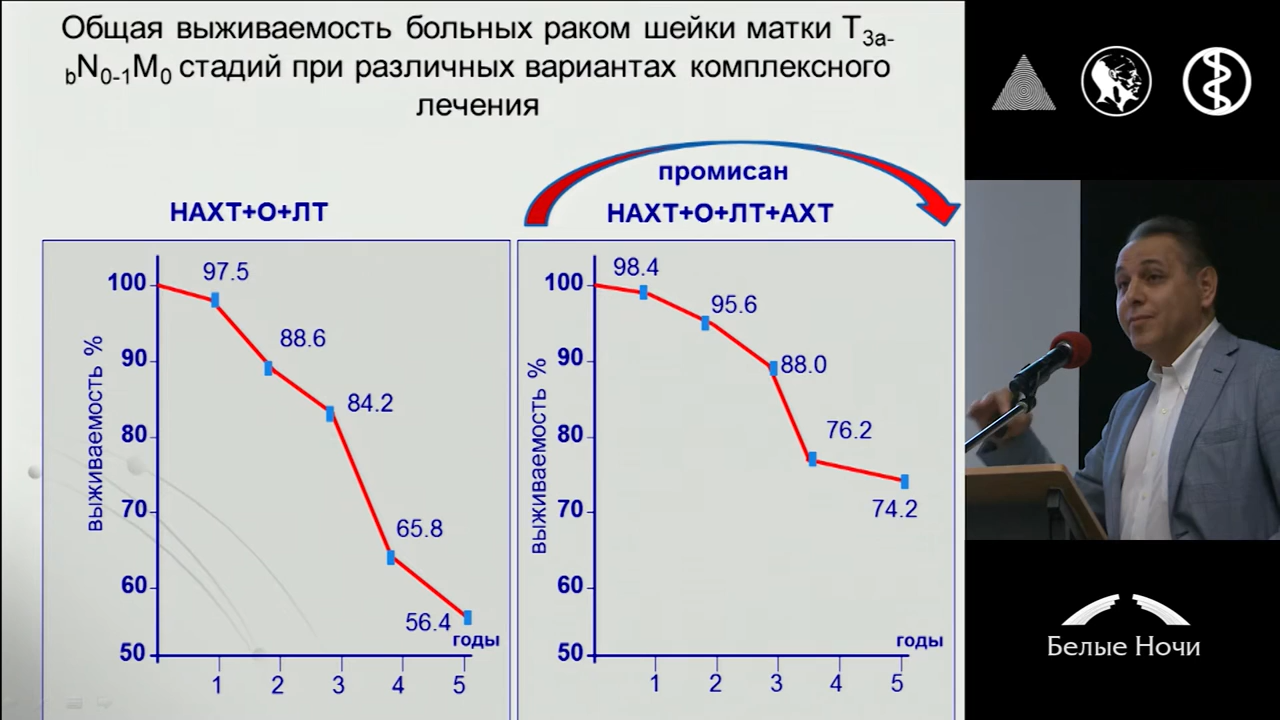 Общая выживаемость больных раком шейки матки T3a-
bN0-1M0 стадий при различных вариантах комплексного
лечения
промисан
НАХТ+О+ЛТ
НАХТ+О+ЛТ+АХТ
выживаемость %
100
90
80
70
60
50
97.5
88.6
84.2
65.8
56.4
годы
1 2 3 4 5
выживаемость %
100
90
80
70
60
50
98.4
95.6
88.0
76.2
74.2
годы
1 2 3 4 5
Белые Ночи